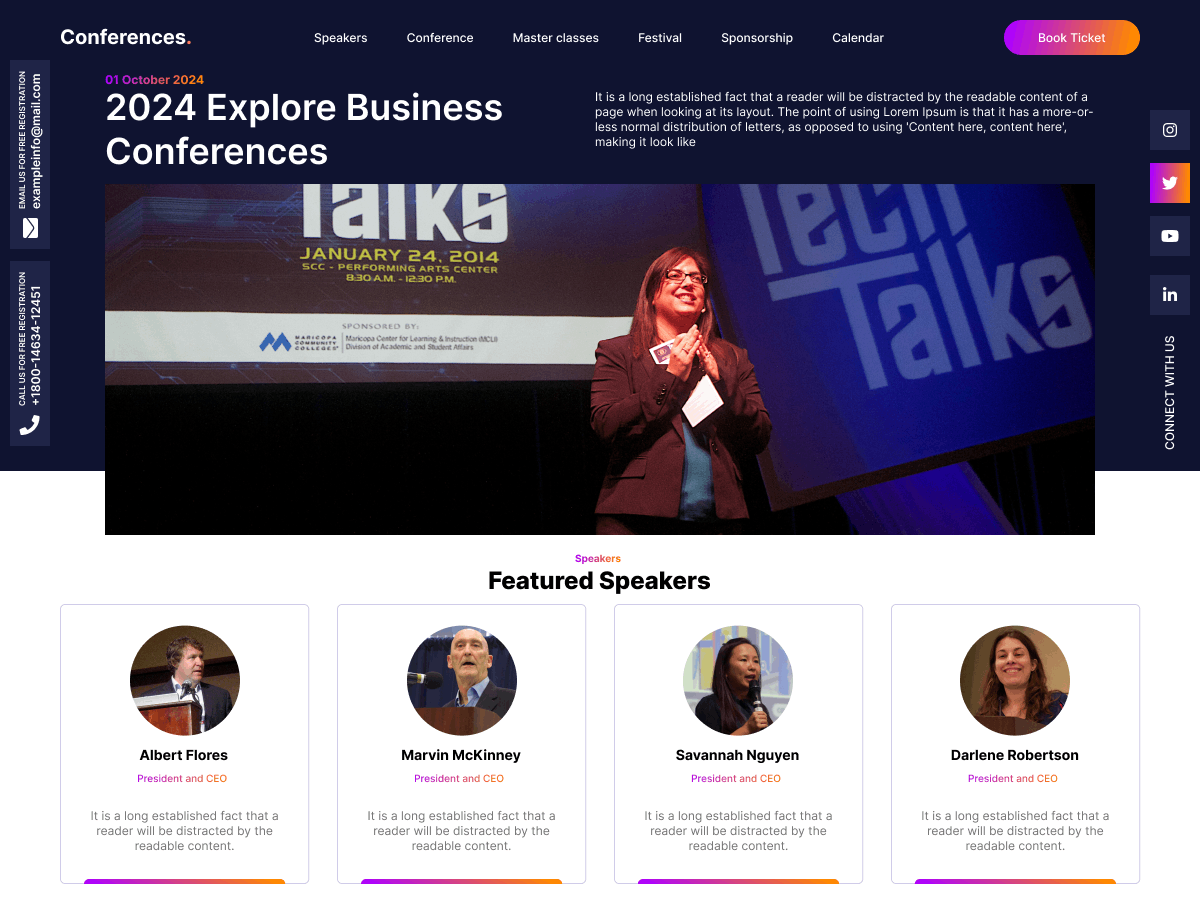 Conferences.
Speakers
Conference
Master classes
Festival
Sponsorship
Calendar
Book Ticket
EMAIL US FOR FREE REGISTRATION
exampleinfo@mail.com
CALL US FOR FREE REGISTRATION
+1800-14634-12451
01 October 2024
2024 Explore Business
Conferences
It is a long established fact that a reader will be distracted by the readable content of a
page when looking at its layout. The point of using Lorem Ipsum is that it has a more-or-
less normal distribution of letters, as opposed to using 'Content here, content here',
making it look like
CONNECT WITH US
Talks
JANUARY 24, 2014
SCC - PERFORMING ARTS CENTER
8:30 A.M. - 12:30 P.M.
SPONSORED BY:
MARICOPA
COMMUNITY
COLLEGES
Maricopa Center for Learning & Instruction (MCLI)
Division of Academic and Student Affairs
Tech
Talks
Speakers
Featured Speakers
Albert Flores
President and CEO
It is a long established fact that a
reader will be distracted by the
readable content.
Marvin McKinney
President and CEO
It is a long established fact that a
reader will be distracted by the
readable content.
Savannah Nguyen
President and CEO
It is a long established fact that a
reader will be distracted by the
readable content.
Darlene Robertson
President and CEO
It is a long established fact that a
reader will be distracted by the
readable content.